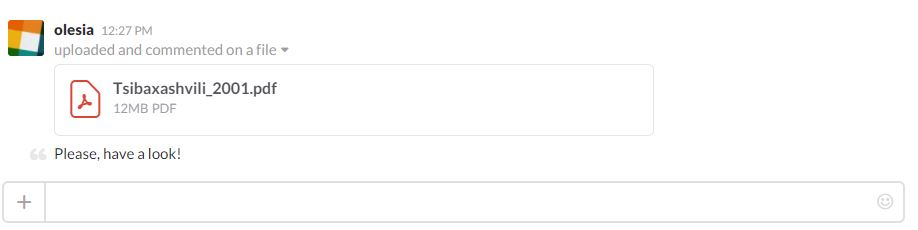 olesia 12:27 PM
uploaded and commented on a file
Tsibaxashvili_2001.pdf
12MB PDF
Please, have a look!